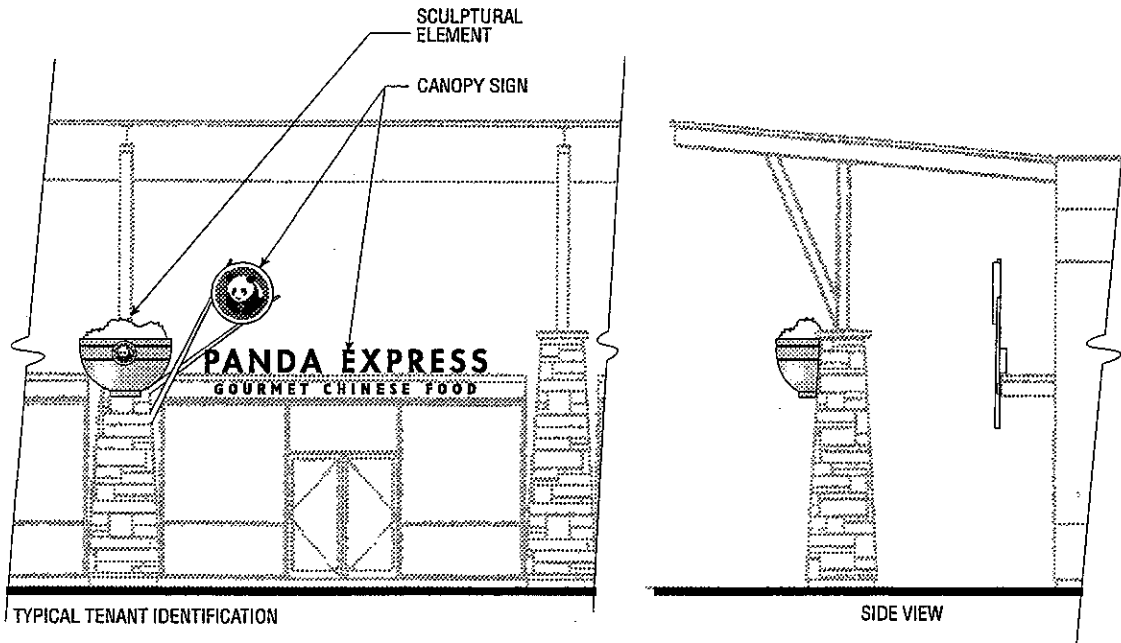 SCULPTURAL
ELEMENT
CANOPY SIGN
PANDA EXPRESS
GOURMET CHINESE FOOD
TYPICAL TENANT IDENTIFICATION
SIDE VIEW